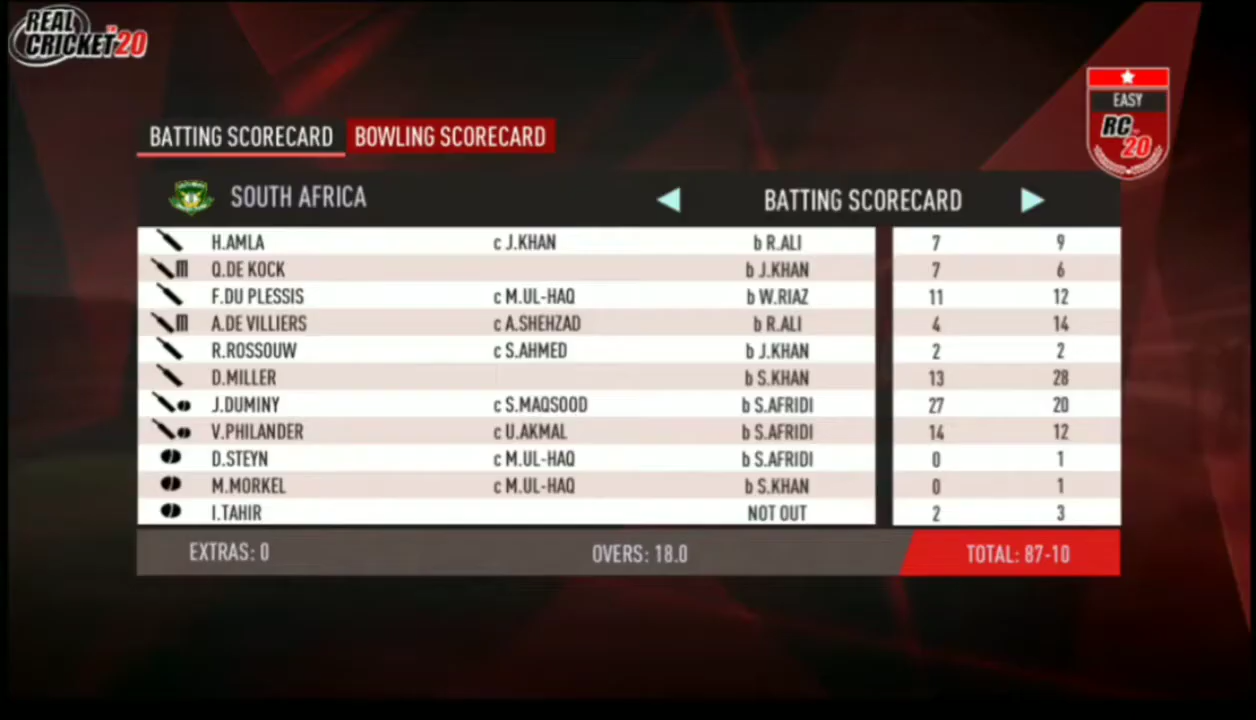 REAL
CRICKET™20
EASY
RC™
20
BATTING SCORECARD BOWLING SCORECARD
SOUTH AFRICA BATTING SCORECARD
H.AMLA c J.KHAN b R.ALI 7 9
Q.DE KOCK b J.KHAN 7 6
F.DU PLESSIS c M.UL-HAQ b W.RIAZ 11 12
A.DE VILLIERS c A.SHEHZAD b R.ALI 4 14
R.ROSSOUW c S.AHMED b J.KHAN 2 2
D.MILLER b S.KHAN 13 28
J.DUMINY c S.MAQSOOD b S.AFRIDI 27 20
V.PHILANDER c U.AKMAL b S.AFRIDI 14 12
D.STEYN c M.UL-HAQ b S.AFRIDI 0 1
M.MORKEL c M.UL-HAQ b S.KHAN 0 1
I.TAHIR NOT OUT 2 3
EXTRAS: 0 OVERS: 18.0 TOTAL: 87-10